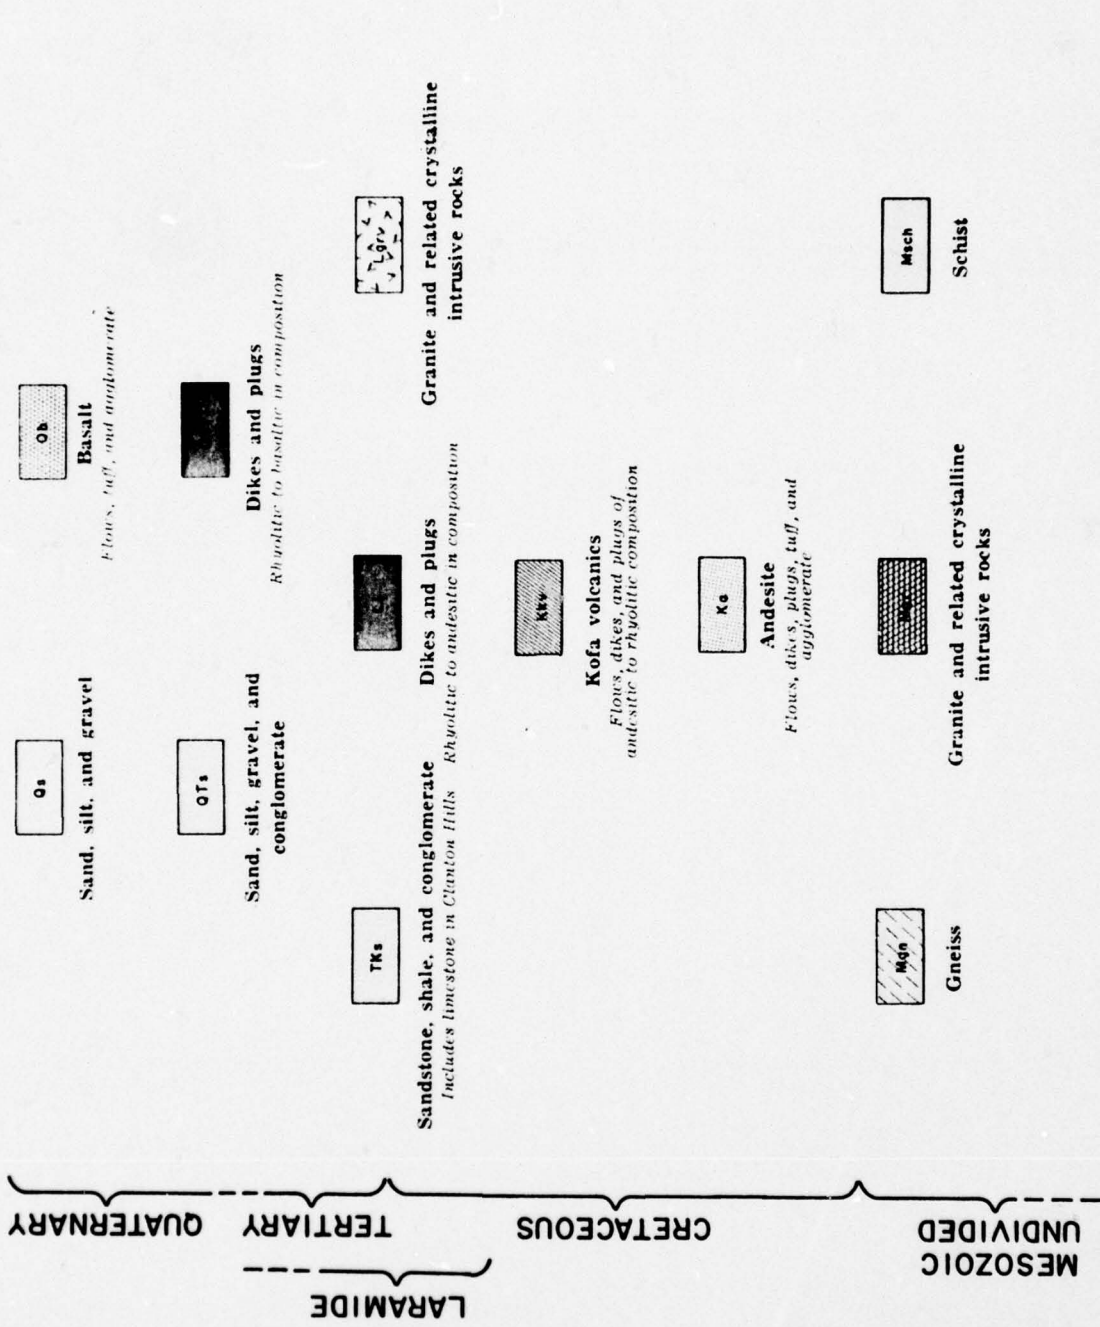 QUATERNARY
Qs
Sand, silt, and gravel
Qb
Basalt
Flows, tuff, and agglomerate
TERTIARY
QTs
Sand, silt, gravel, and
conglomerate
Dikes and plugs
Rhyolitic to basaltic in composition
LARAMIDE
TKs
Sandstone, shale, and conglomerate
Includes limestone in Clanton Hills
Dikes and plugs
Rhyolitic to andesitic in composition
Granite and related crystalline
intrusive rocks
CRETACEOUS
Kkv
Kofa volcanics
Flows, dikes, and plugs of
andesitic to rhyolitic composition
Ka
Andesite
Flows, dikes, plugs, tuff, and
agglomerate
MESOZOIC
UNDIVIDED
Mgn
Gneiss
Granite and related crystalline
intrusive rocks
Msch
Schist